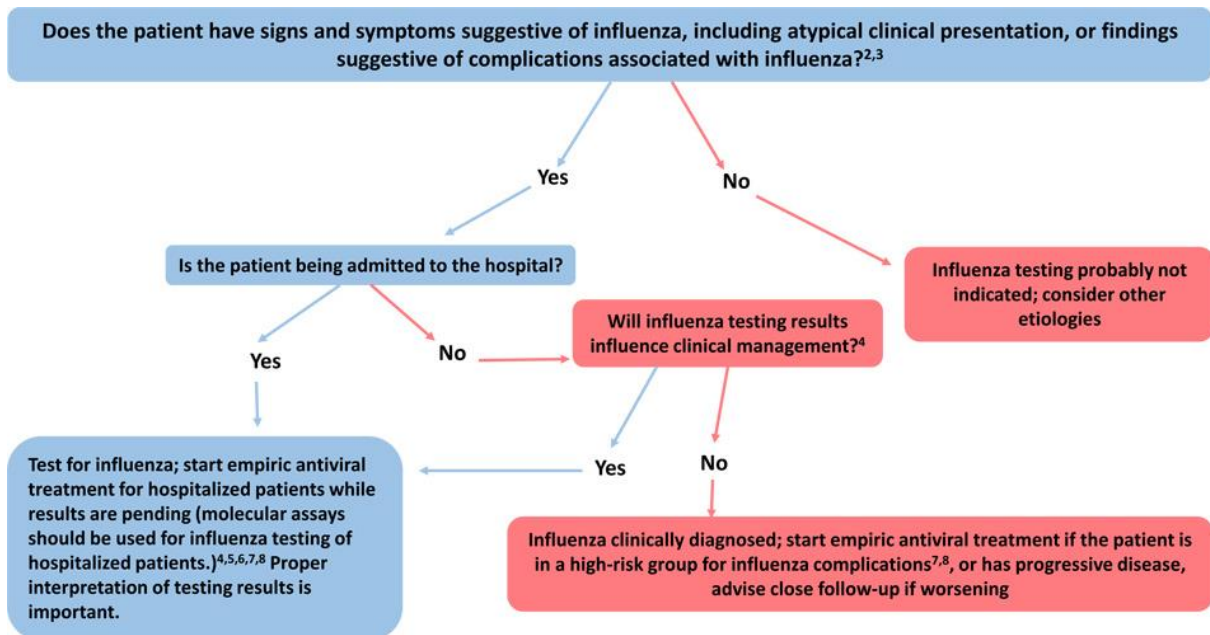 Does the patient have signs and symptoms suggestive of influenza, including atypical clinical presentation, or findings
suggestive of complications associated with influenza?2,3
Yes
No
Is the patient being admitted to the hospital?
Influenza testing probably not
indicated; consider other
etiologies
Will influenza testing results
influence clinical management?4
Yes
No
Yes
No
Test for influenza; start empiric antiviral
treatment for hospitalized patients while
results are pending (molecular assays
should be used for influenza testing of
hospitalized patients.)4,5,6,7,8 Proper
interpretation of testing results is
important.
Influenza clinically diagnosed; start empiric antiviral treatment if the patient is
in a high-risk group for influenza complications7,8, or has progressive disease,
advise close follow-up if worsening